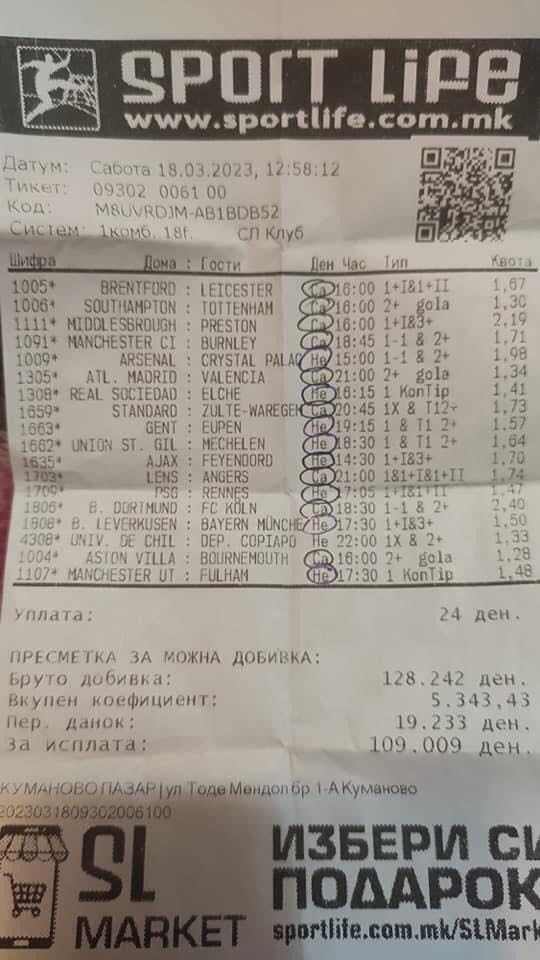 SPORT LIFE
www.sportlife.com.mk
Датум: Сабота 18.03.2023, 12:58:12
Тикет: 09302 0061 00
Код: M8UVRDJM-AB1BDB52
Систем: 1комб. 18f. СЛ Клуб
Шифра Дома : Гости Ден Час Тип Квота
1005* BRENTFORD : LEICESTER Са 16:00 1+I&1+II 1,67
1006* SOUTHAMPTON : TOTTENHAM Са 16:00 2+ gola 1,30
1111* MIDDLESBROUGH : PRESTON Са 16:00 1+I&3+ 2,19
1091* MANCHESTER CI : BURNLEY Са 18:45 1-1 & 2+ 1,71
1009* ARSENAL : CRYSTAL PALAC Не 15:00 1-1 & 2+ 1,98
1305* ATL. MADRID : VALENCIA Са 21:00 2+ gola 1,34
1308* REAL SOCIEDAD : ELCHE Не 16:15 1 KonTip 1,41
1659* STANDARD : ZULTE-WAREGEM Са 20:45 1X & T12+ 1,73
1663* GENT : EUPEN Не 19:15 1 & T1 2+ 1,57
1662* UNION ST. GIL : MECHELEN Не 18:30 1 & T1 2+ 1,64
1635* AJAX : FEYENOORD Не 14:30 1+I&3+ 1,70
1703* LENS : ANGERS Са 21:00 1&1+I&1+II 1,74
1709* PSG : RENNES Не 17:05 1+I&1+II 1,47
1806* B. DORTMUND : FC KÖLN Са 18:30 1-1 & 2+ 2,40
1808* B. LEVERKUSEN : BAYERN MÜNCHE Не 17:30 1+I&3+ 1,50
4308* UNIV. DE CHIL : DEP. COPIAPO Не 22:00 1X & 2+ 1,33
1004* ASTON VILLA : BOURNEMOUTH Са 16:00 2+ gola 1,28
1107* MANCHESTER UT : FULHAM Не 17:30 1 KonTip 1,48
Уплата: 24 ден.
ПРЕСМЕТКА ЗА МОЖНА ДОБИВКА:
Бруто добивка: 128.242 ден.
Вкупен коефициент: 5.343,43
Пер. данок: 19.233 ден.
За исплата: 109.009 ден.
КУМАНОВО ПАЗАР | ул Тоде Мендол бр.1-А Куманово
2023031809302006100
SL
MARKET
ИЗБЕРИ СИ
ПОДАРОК
sportlife.com.mk/SLMark